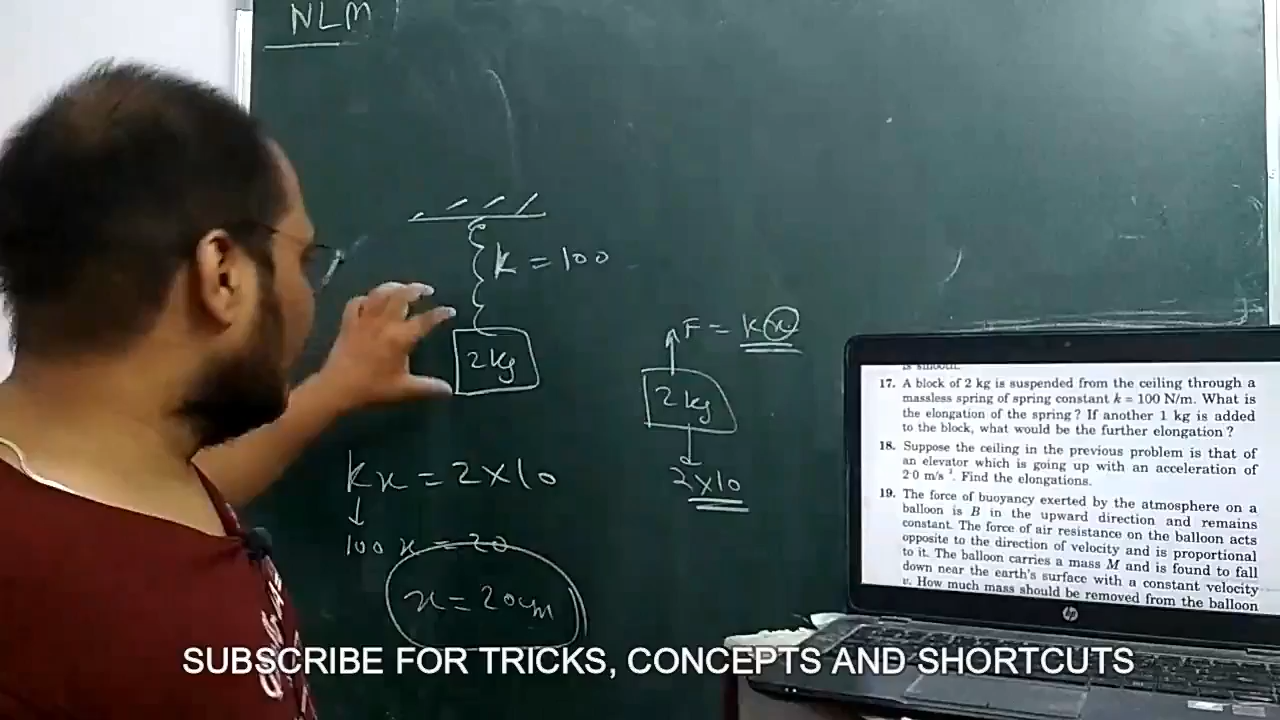 NLM
k = 100
2 kg
F = kx
2 kg
2×10
kx = 2×10
100 x = 20
x = 20cm
is smooth.
17. A block of 2 kg is suspended from the ceiling through a
massless spring of spring constant k = 100 N/m. What is
the elongation of the spring ? If another 1 kg is added
to the block, what would be the further elongation ?
18. Suppose the ceiling in the previous problem is that of
an elevator which is going up with an acceleration of
2·0 m/s ². Find the elongations.
19. The force of buoyancy exerted by the atmosphere on a
balloon is B in the upward direction and remains
constant. The force of air resistance on the balloon acts
opposite to the direction of velocity and is proportional
to it. The balloon carries a mass M and is found to fall
down near the earth's surface with a constant velocity
v. How much mass should be removed from the balloon
hp
SUBSCRIBE FOR TRICKS, CONCEPTS AND SHORTCUTS